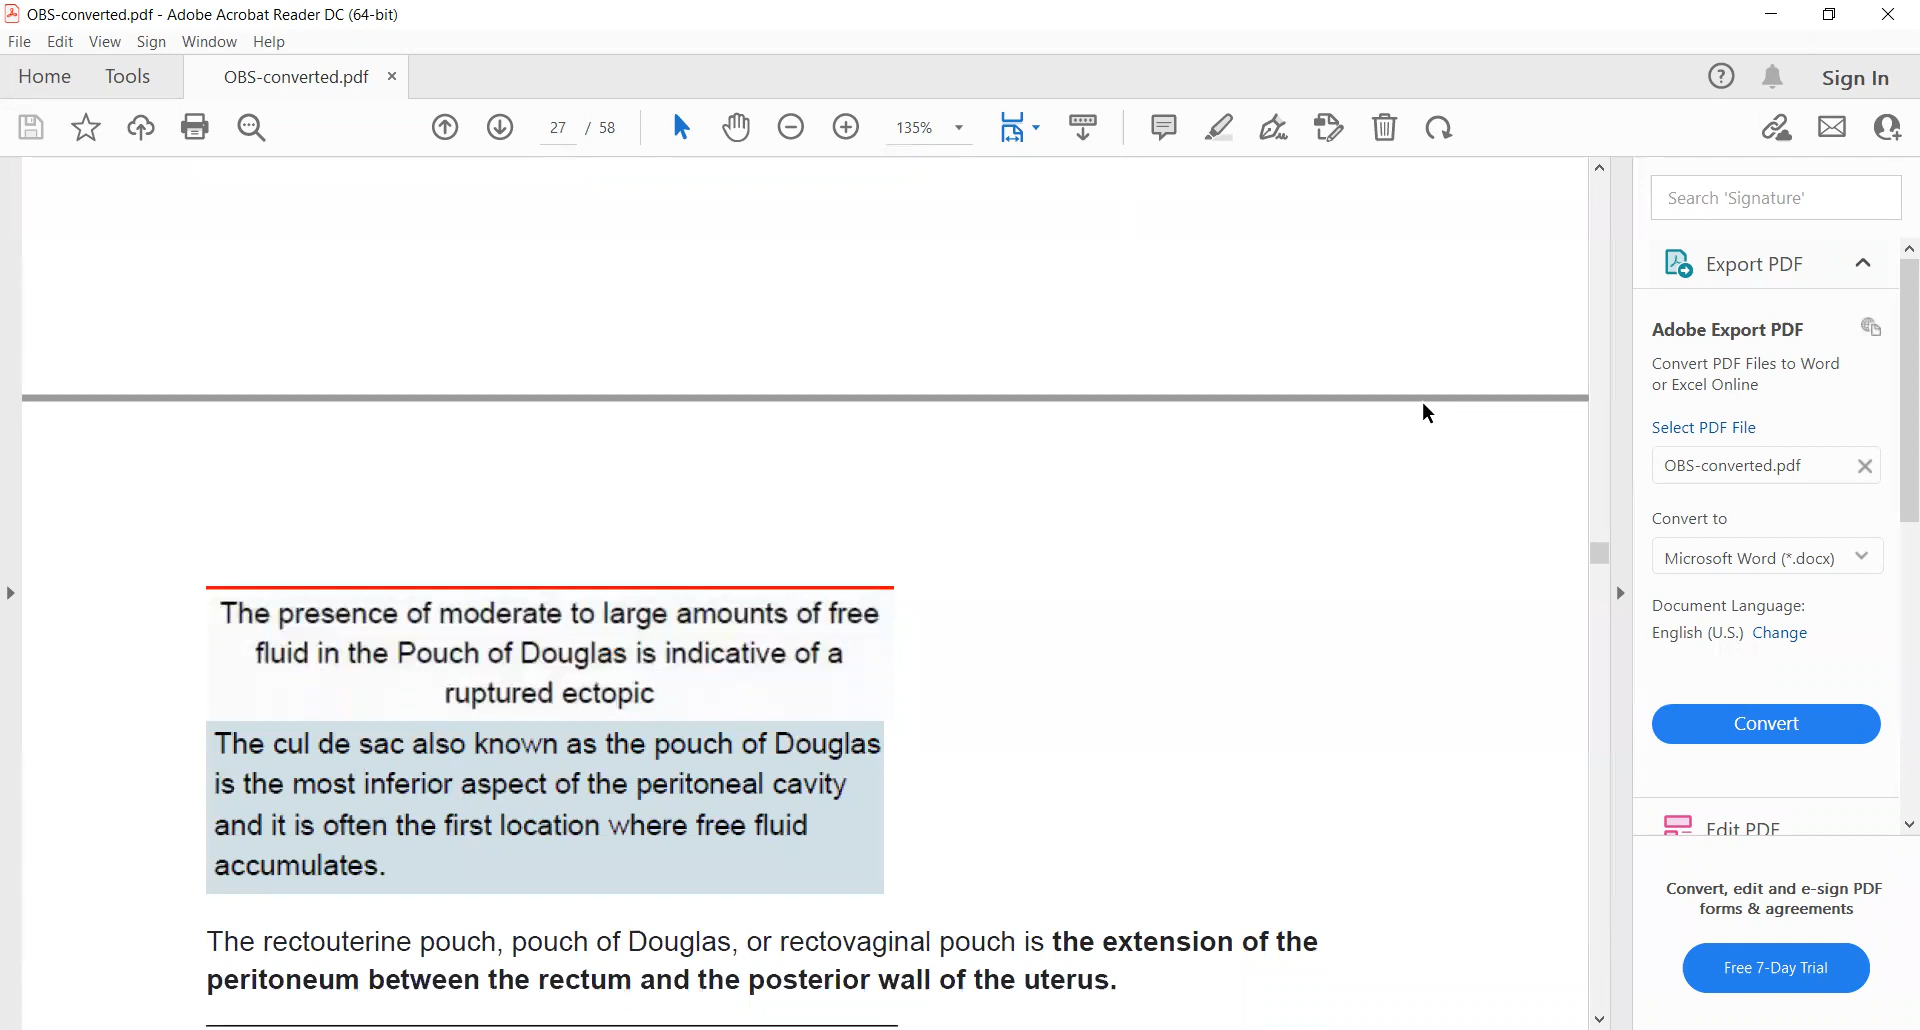 OBS-converted.pdf - Adobe Acrobat Reader DC (64-bit)
File Edit View Sign Window Help
Home Tools OBS-converted.pdf Sign In
27 / 58 135%
Search 'Signature'
Export PDF
Adobe Export PDF
Convert PDF Files to Word
or Excel Online
Select PDF File
OBS-converted.pdf
Convert to
Microsoft Word (*.docx)
Document Language:
English (U.S.) Change
Convert
Edit PDF
Convert, edit and e-sign PDF
forms & agreements
Free 7-Day Trial
The presence of moderate to large amounts of free
fluid in the Pouch of Douglas is indicative of a
ruptured ectopic
The cul de sac also known as the pouch of Douglas
is the most inferior aspect of the peritoneal cavity
and it is often the first location where free fluid
accumulates.
The rectouterine pouch, pouch of Douglas, or rectovaginal pouch is the extension of the
peritoneum between the rectum and the posterior wall of the uterus.